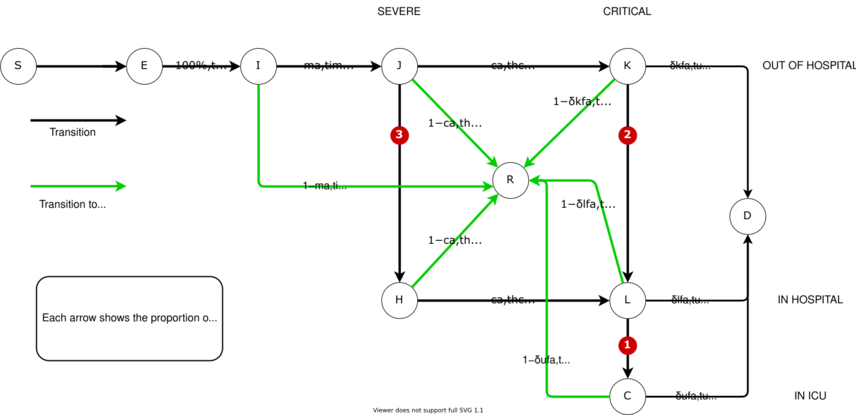 SEVERE
CRITICAL
S
E
100%,t...
I
ma,tim...
J
ca,thc...
K
δkfa,tu...
OUT OF HOSPITAL
Transition
3
1−ca,th...
1−δkfa,t...
2
R
1−ma,ti...
Transition to...
1−δlfa,t...
D
1−ca,th...
H
ca,thc...
L
δlfa,tu...
IN HOSPITAL
Each arrow shows the proportion o...
1
1−δufa,t...
C
δufa,tu...
IN ICU
Viewer does not support full SVG 1.1